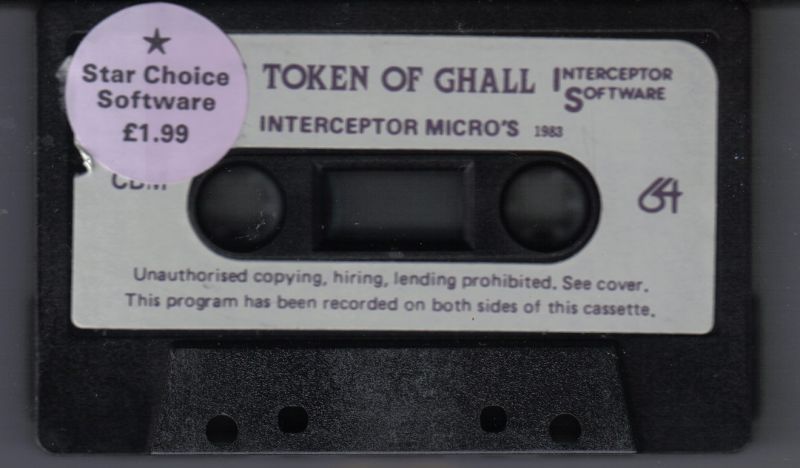 ★
Star Choice
Software
£1.99
TOKEN OF GHALL
INTERCEPTOR
SOFTWARE
INTERCEPTOR MICRO'S 1983
CBM
64
Unauthorised copying, hiring, lending prohibited. See cover.
This program has been recorded on both sides of this cassette.